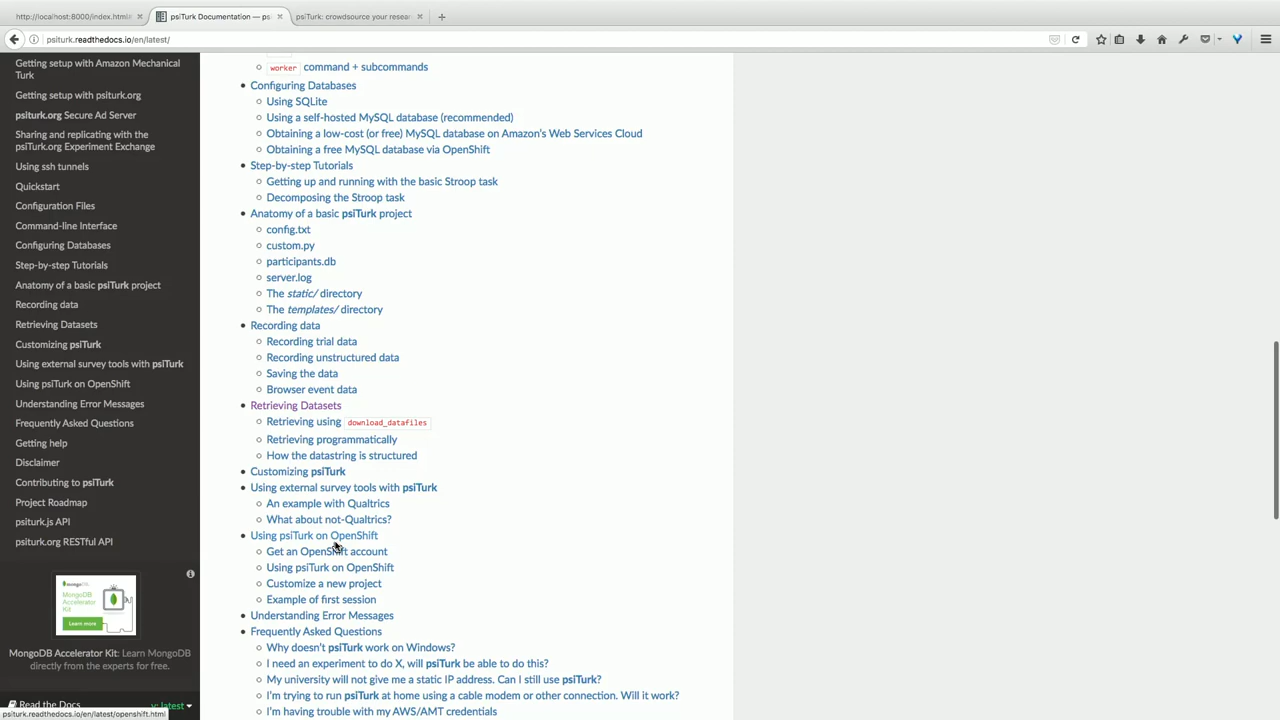 http://localhost:8000/index.html
psiTurk Documentation — psi
psiTurk: crowdsource your resea
psiturk.readthedocs.io/en/latest/
Getting setup with Amazon Mechanical
Turk
Getting setup with psiturk.org
psiturk.org Secure Ad Server
Sharing and replicating with the
psiTurk.org Experiment Exchange
Using ssh tunnels
Quickstart
Configuration Files
Command-line Interface
Configuring Databases
Step-by-step Tutorials
Anatomy of a basic psiTurk project
Recording data
Retrieving Datasets
Customizing psiTurk
Using external survey tools with psiTurk
Using psiTurk on OpenShift
Understanding Error Messages
Frequently Asked Questions
Getting help
Disclaimer
Contributing to psiTurk
Project Roadmap
psiturk.js API
psiturk.org RESTful API
mongoDB
MongoDB
Accelerator
Kit
Learn more
MongoDB Accelerator Kit: Learn MongoDB
directly from the experts for free.
Read the Docs
v: latest
psiturk.readthedocs.io/en/latest/openshift.html
worker command + subcommands
Configuring Databases
Using SQLite
Using a self-hosted MySQL database (recommended)
Obtaining a low-cost (or free) MySQL database on Amazon's Web Services Cloud
Obtaining a free MySQL database via OpenShift
Step-by-step Tutorials
Getting up and running with the basic Stroop task
Decomposing the Stroop task
Anatomy of a basic psiTurk project
config.txt
custom.py
participants.db
server.log
The static/ directory
The templates/ directory
Recording data
Recording trial data
Recording unstructured data
Saving the data
Browser event data
Retrieving Datasets
Retrieving using download_datafiles
Retrieving programmatically
How the datastring is structured
Customizing psiTurk
Using external survey tools with psiTurk
An example with Qualtrics
What about not-Qualtrics?
Using psiTurk on OpenShift
Get an OpenShift account
Using psiTurk on OpenShift
Customize a new project
Example of first session
Understanding Error Messages
Frequently Asked Questions
Why doesn't psiTurk work on Windows?
I need an experiment to do X, will psiTurk be able to do this?
My university will not give me a static IP address. Can I still use psiTurk?
I'm trying to run psiTurk at home using a cable modem or other connection. Will it work?
I'm having trouble with my AWS/AMT credentials